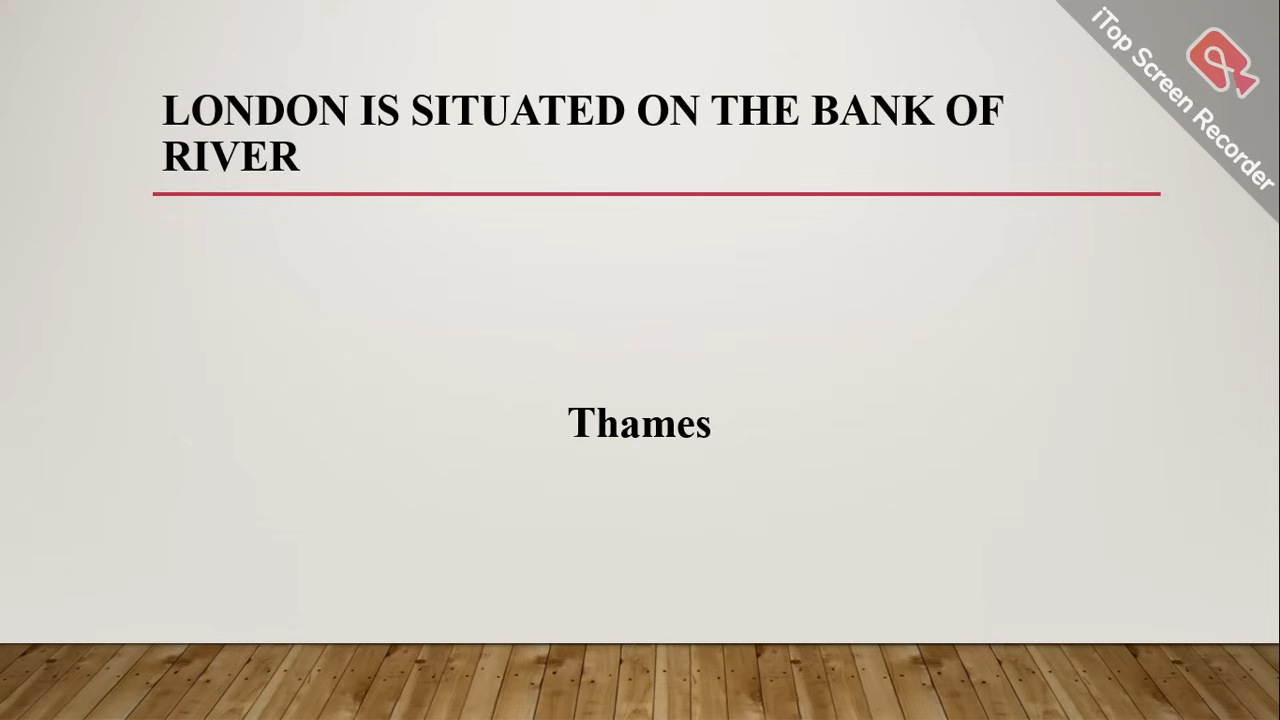 LONDON IS SITUATED ON THE BANK OF
RIVER
Thames
iTop Screen Recorder